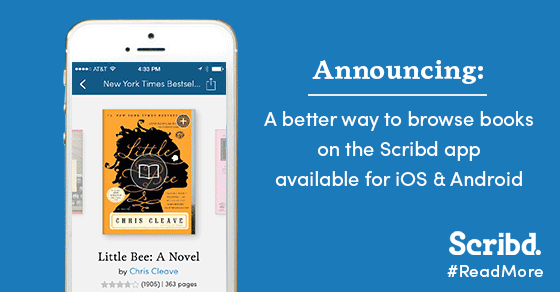 AT&T 4:33 PM
New York Times Bestsel...
Little
Bee
CHRIS CLEAVE
Little Bee: A Novel
by Chris Cleave
(1905) | 363 pages
Announcing:
A better way to browse books
on the Scribd app
available for iOS & Android
Scribd.
#ReadMore